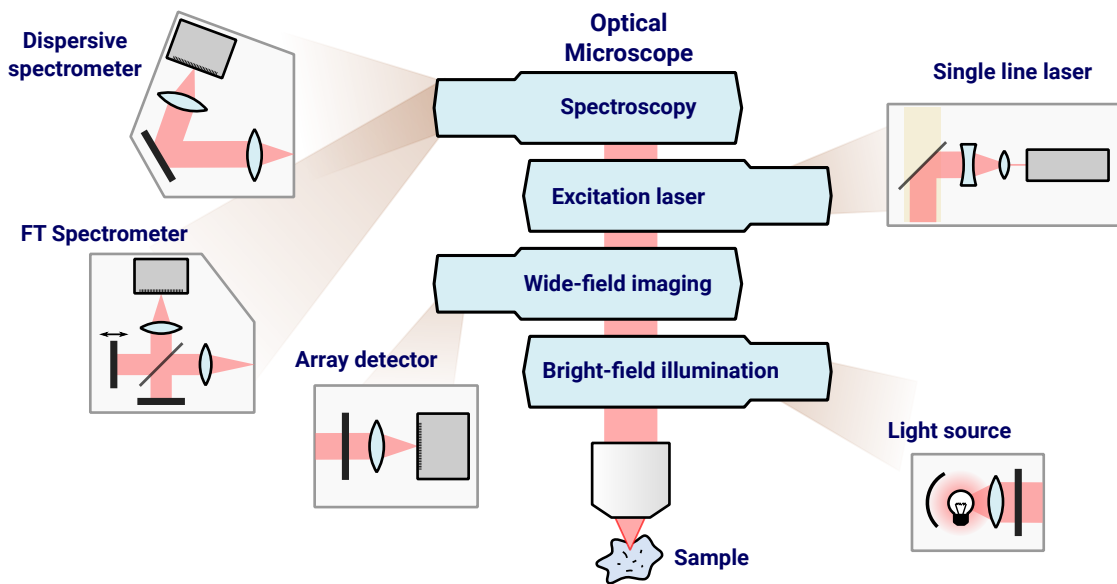 Optical
Microscope
Dispersive
spectrometer
Spectroscopy
Single line laser
Excitation laser
FT Spectrometer
Wide-field imaging
Array detector
Bright-field illumination
Light source
Sample